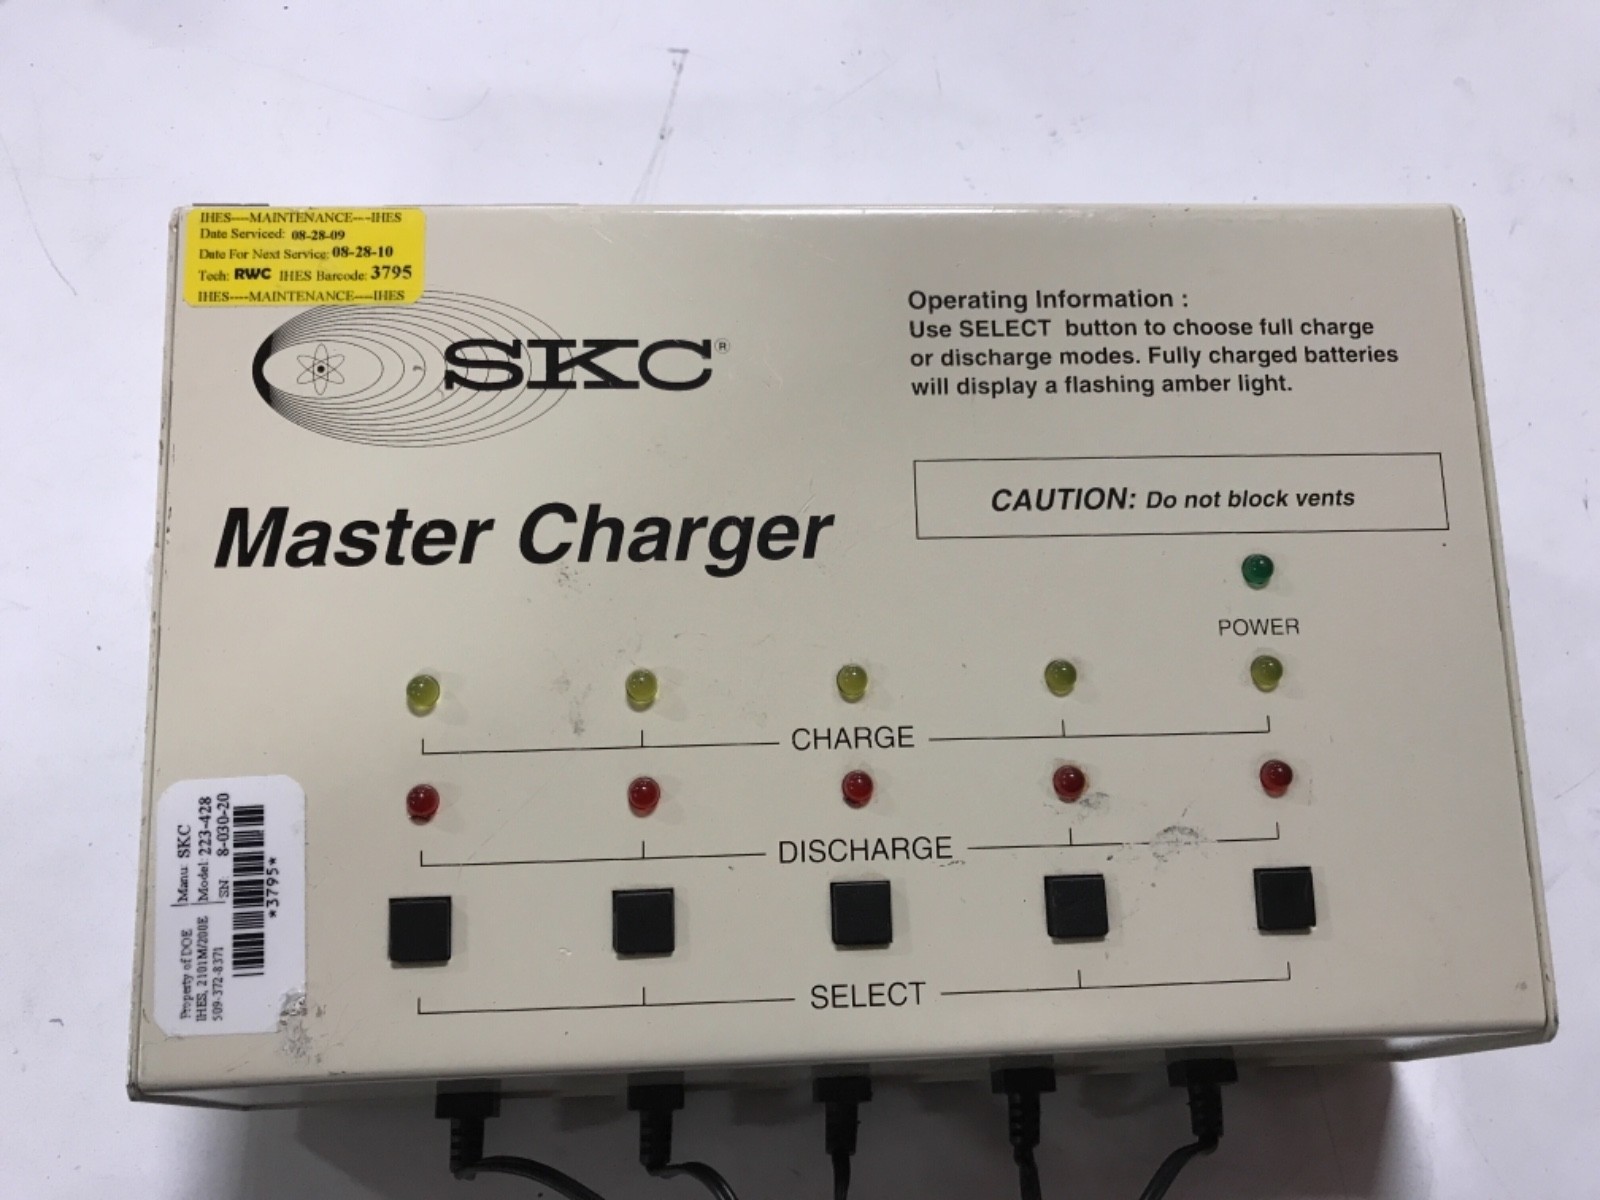 IHES----MAINTENANCE----IHES
Date Serviced: 08-28-09
Date For Next Service: 08-28-10
Tech: RWC IHES Barcode: 3795
IHES----MAINTENANCE----IHES
SKC®
Master Charger
Operating Information :
Use SELECT button to choose full charge
or discharge modes. Fully charged batteries
will display a flashing amber light.
CAUTION: Do not block vents
POWER
CHARGE
DISCHARGE
SELECT
Property of DOE
IHES, 2101M/200E
509-372-8371
Manu: SKC
Model: 223-428
SN: 8-030-20
*3795*